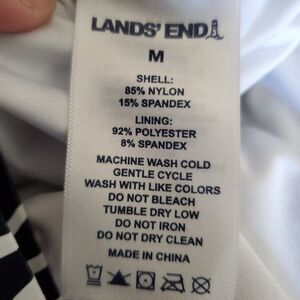 LANDS' END
M
SHELL:
85% NYLON
15% SPANDEX
LINING:
92% POLYESTER
8% SPANDEX
MACHINE WASH COLD
GENTLE CYCLE
WASH WITH LIKE COLORS
DO NOT BLEACH
TUMBLE DRY LOW
DO NOT IRON
DO NOT DRY CLEAN
MADE IN CHINA